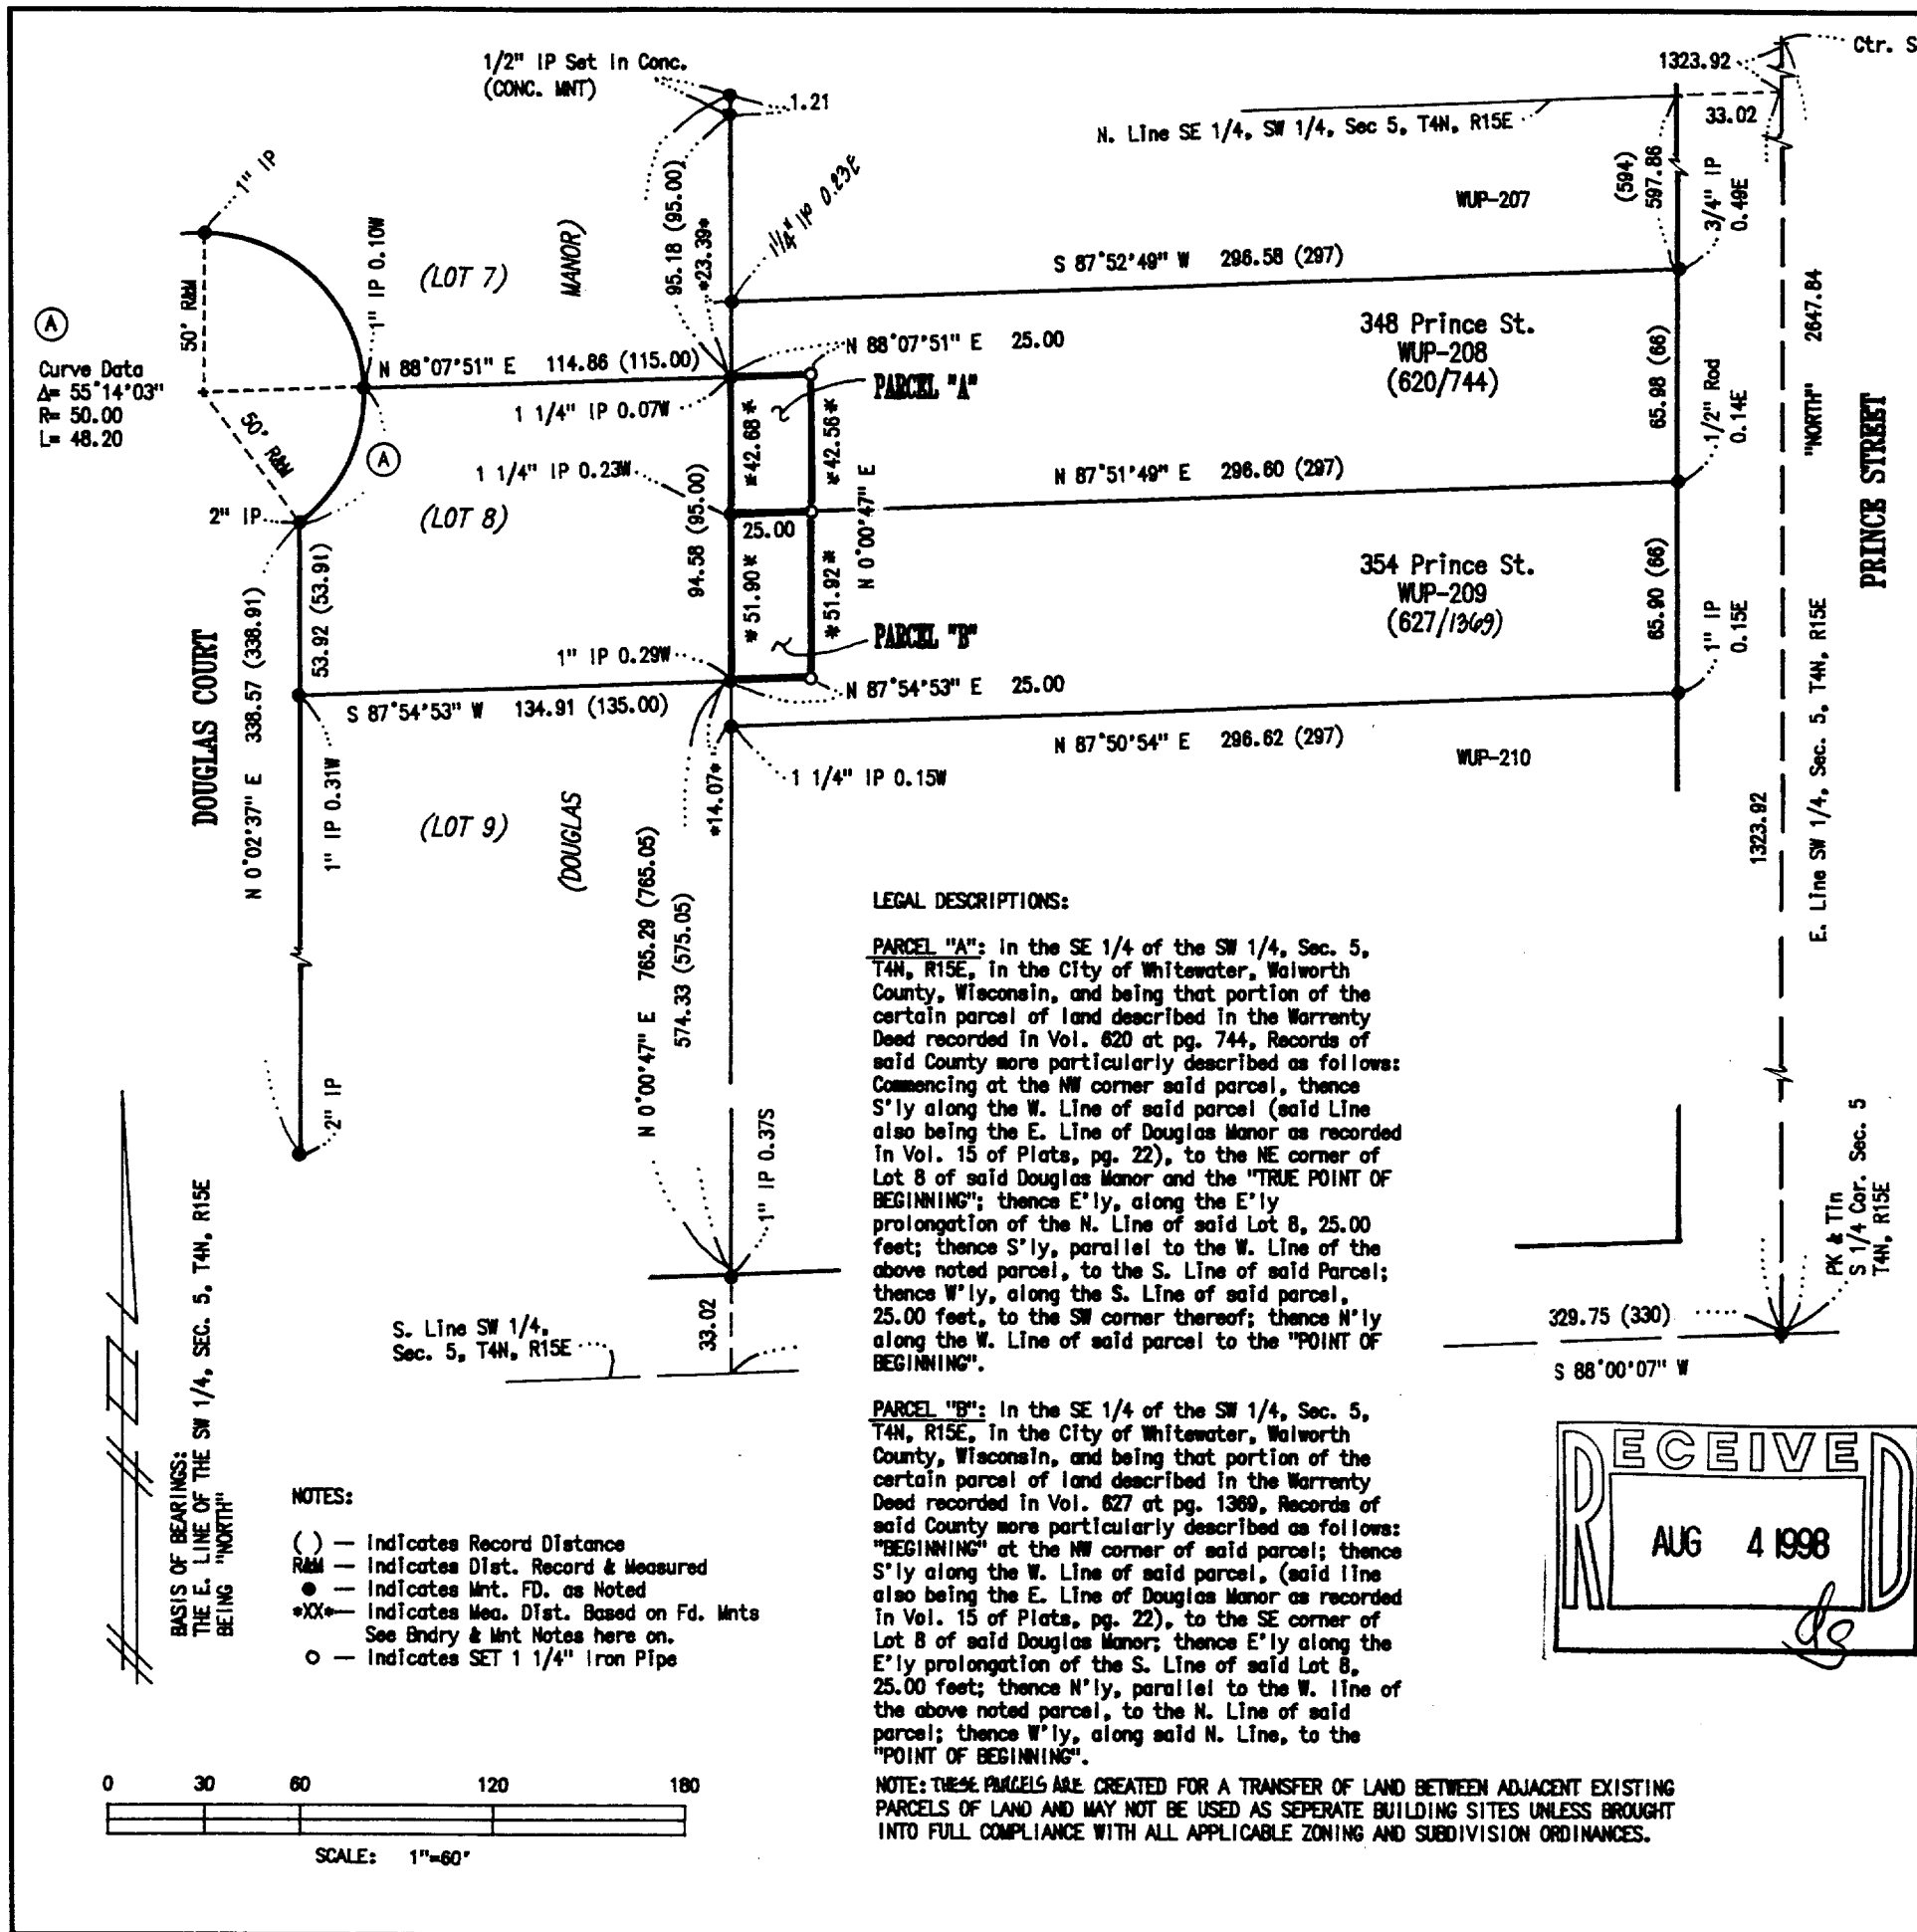 1/2" IP Set in Conc.
(CONC. MNT)
1.21
1323.92
Ctr. S
33.02
N. Line SE 1/4, SW 1/4, Sec 5, T4N, R15E
(594)
597.86
3/4" IP
0.49E
WUP-207
1" IP
1" IP 0.10W
50' R&M
50' R&M
(LOT 7)
MANOR)
95.18 (95.00)
*23.39*
1¼" IP 0.23E
S 87°52'49" W 296.58 (297)
A
Curve Data
Δ= 55°14'03"
R= 50.00
L= 48.20
N 88°07'51" E 114.86 (115.00)
N 88°07'51" E 25.00
PARCEL "A"
348 Prince St.
WUP-208
(620/744)
65.98 (66)
1/2" Rod
0.14E
"NORTH" 2647.84
PRINCE STREET
1 1/4" IP 0.07W
*42.68*
*42.56*
A
1 1/4" IP 0.23W
N 87°51'49" E 296.60 (297)
2" IP
(LOT 8)
25.00
94.58 (95.00)
N 0°00'47" E
*51.90*
*51.92*
354 Prince St.
WUP-209
(627/1369)
65.90 (66)
1" IP
0.15E
DOUGLAS COURT
N 0°02'37" E 338.57 (338.91)
53.92 (53.91)
PARCEL "B"
1" IP 0.29W
N 87°54'53" E 25.00
S 87°54'53" W 134.91 (135.00)
N 87°50'54" E 296.62 (297)
WUP-210
1 1/4" IP 0.15W
*14.07*
1" IP 0.31W
(LOT 9)
(DOUGLAS
N 0°00'47" E 765.29 (765.05)
574.33 (575.05)
1323.92
E. Line SW 1/4, Sec. 5, T4N, R15E
2" IP
1" IP 0.37S
33.02
S. Line SW 1/4,
Sec. 5, T4N, R15E
PK & Tin
S 1/4 Cor. Sec. 5
T4N, R15E
329.75 (330)
S 88°00'07" W
LEGAL DESCRIPTIONS:
PARCEL "A": In the SE 1/4 of the SW 1/4, Sec. 5,
T4N, R15E, in the City of Whitewater, Walworth
County, Wisconsin, and being that portion of the
certain parcel of land described in the Warrenty
Deed recorded in Vol. 620 at pg. 744, Records of
said County more particularly described as follows:
Commencing at the NW corner said parcel, thence
S'ly along the W. Line of said parcel (said Line
also being the E. Line of Douglas Manor as recorded
in Vol. 15 of Plats, pg. 22), to the NE corner of
Lot 8 of said Douglas Manor and the "TRUE POINT OF
BEGINNING"; thence E'ly, along the E'ly
prolongation of the N. Line of said Lot 8, 25.00
feet; thence S'ly, parallel to the W. Line of the
above noted parcel, to the S. Line of said Parcel;
thence W'ly, along the S. Line of said parcel,
25.00 feet, to the SW corner thereof; thence N'ly
along the W. Line of said parcel to the "POINT OF
BEGINNING".
PARCEL "B": In the SE 1/4 of the SW 1/4, Sec. 5,
T4N, R15E, in the City of Whitewater, Walworth
County, Wisconsin, and being that portion of the
certain parcel of land described in the Warrenty
Deed recorded in Vol. 627 at pg. 1369, Records of
said County more particularly described as follows:
"BEGINNING" at the NW corner of said parcel; thence
S'ly along the W. Line of said parcel, (said line
also being the E. Line of Douglas Manor as recorded
in Vol. 15 of Plats, pg. 22), to the SE corner of
Lot 8 of said Douglas Manor; thence E'ly along the
E'ly prolongation of the S. Line of said Lot 8,
25.00 feet; thence N'ly, parallel to the W. line of
the above noted parcel, to the N. Line of said
parcel; thence W'ly, along said N. Line, to the
"POINT OF BEGINNING".
NOTE: THESE PARCELS ARE CREATED FOR A TRANSFER OF LAND BETWEEN ADJACENT EXISTING
PARCELS OF LAND AND MAY NOT BE USED AS SEPERATE BUILDING SITES UNLESS BROUGHT
INTO FULL COMPLIANCE WITH ALL APPLICABLE ZONING AND SUBDIVISION ORDINANCES.
BASIS OF BEARINGS:
THE E. LINE OF THE SW 1/4, SEC. 5, T4N, R15E
BEING "NORTH"
NOTES:
( ) — Indicates Record Distance
R&M — Indicates Dist. Record & Measured
● — Indicates Mnt. FD. as Noted
*XX* — Indicates Mea. Dist. Based on Fd. Mnts
See Bndry & Mnt Notes here on.
○ — Indicates SET 1 1/4" Iron Pipe
RECEIVED
AUG 4 1998
0 30 60 120 180
SCALE: 1"=60'